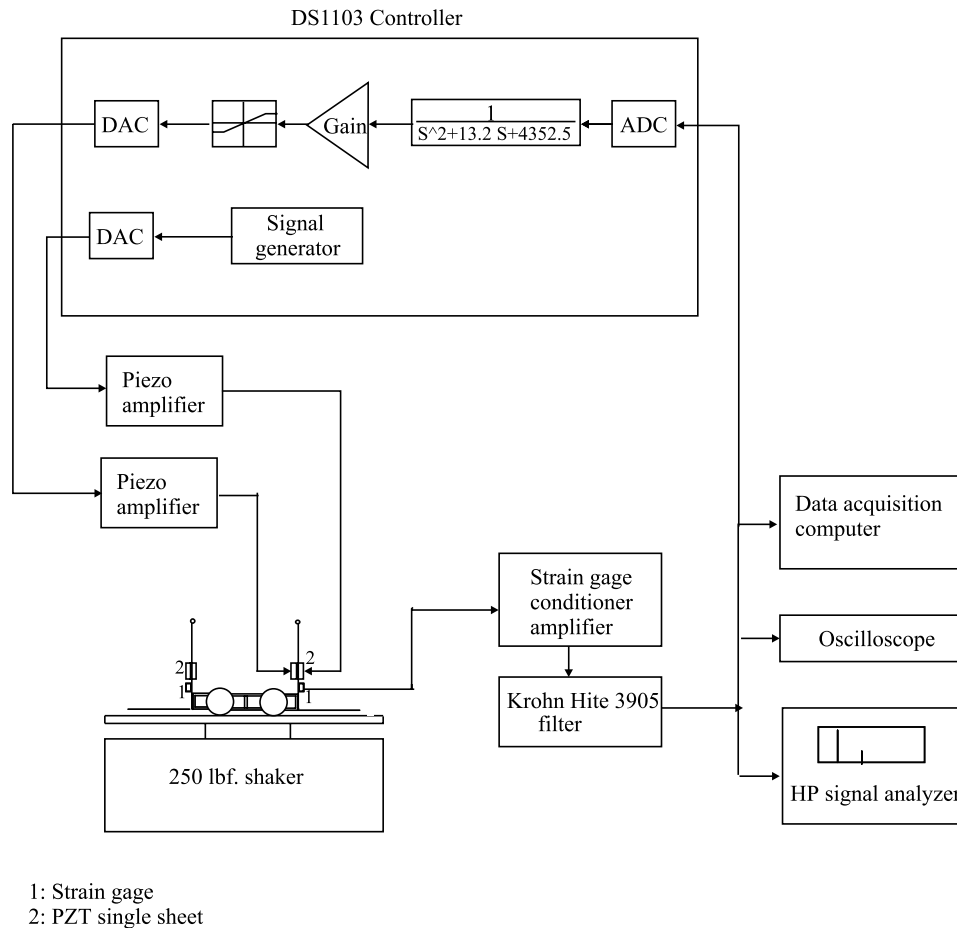 DS1103 Controller
DAC
Gain
1
S^2+13.2 S+4352.5
ADC
DAC
Signal
generator
Piezo
amplifier
Piezo
amplifier
Data acquisition
computer
Strain gage
conditioner
amplifier
Oscilloscope
2
2
1
1
Krohn Hite 3905
filter
250 lbf. shaker
HP signal analyzer
1: Strain gage
2: PZT single sheet